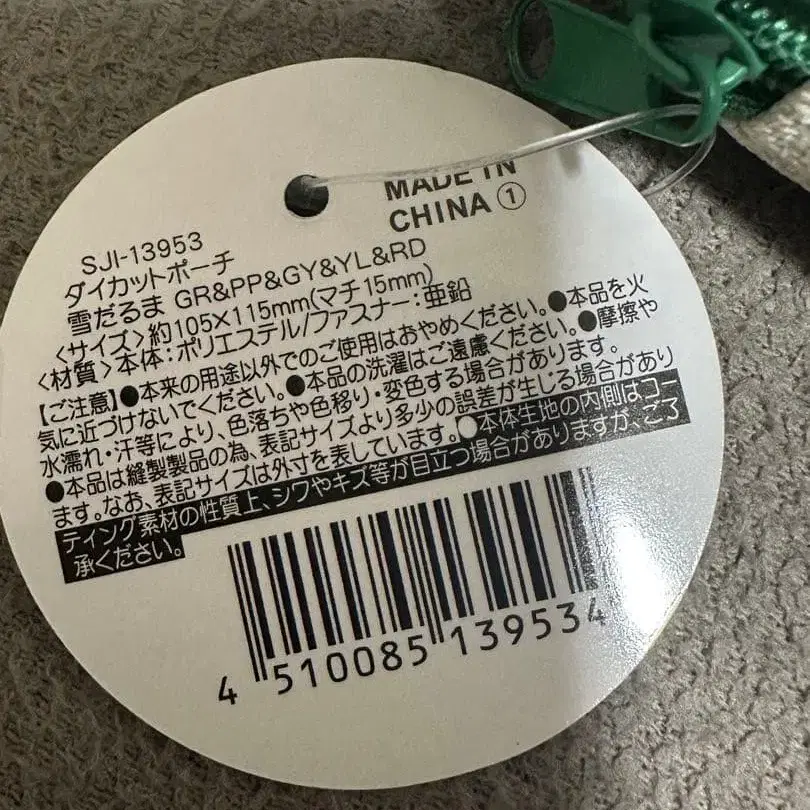 MADE IN
CHINA ①
SJI-13953
ダイカットポーチ
雪だるま GR&PP&GY&YL&RD
〈サイズ〉約105×115mm(マチ15mm)
〈材質〉本体:ポリエステル/ファスナー:亜鉛
【ご注意】●本来の用途以外でのご使用はおやめください。●本品を火
気に近づけないでください。●本品の洗濯はご遠慮ください。●摩擦や
水濡れ・汗等により、色落ちや色移り・変色する場合があります。
●本品は縫製製品の為、表記サイズより多少の誤差が生じる場合があり
ます。なお、表記サイズは外寸を表しています。○本体生地の内側はコー
ティング素材の性質上、シワやキズ等が目立つ場合がありますが、ご了
承ください。
4 510085 139534